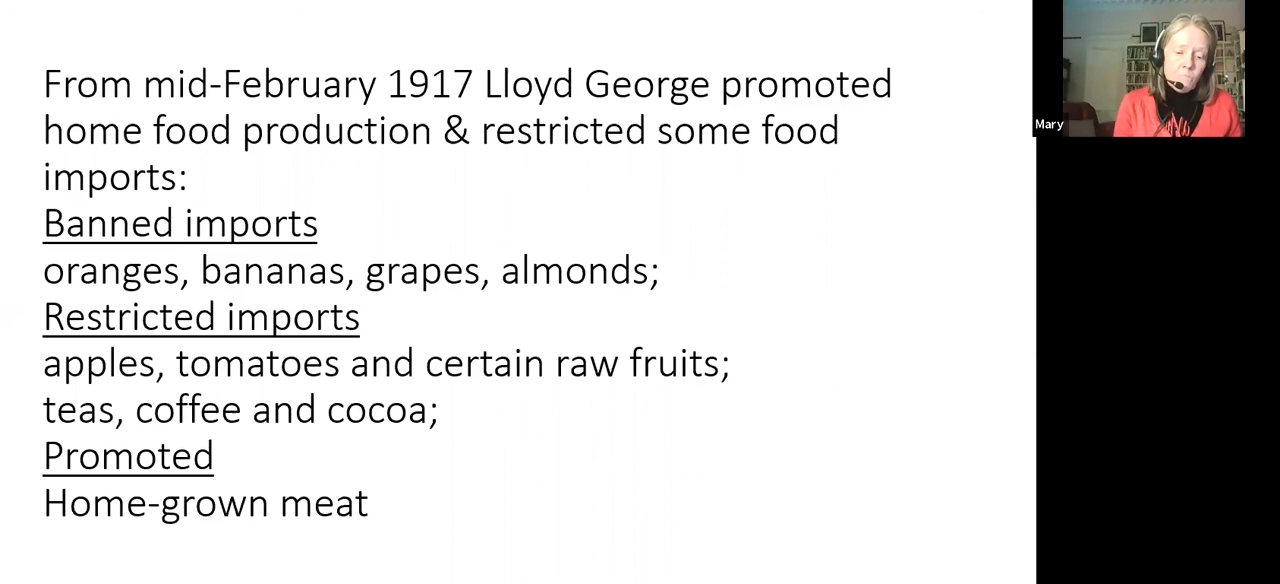 From mid-February 1917 Lloyd George promoted
home food production & restricted some food
imports:
Banned imports
oranges, bananas, grapes, almonds;
Restricted imports
apples, tomatoes and certain raw fruits;
teas, coffee and cocoa;
Promoted
Home-grown meat
Mary